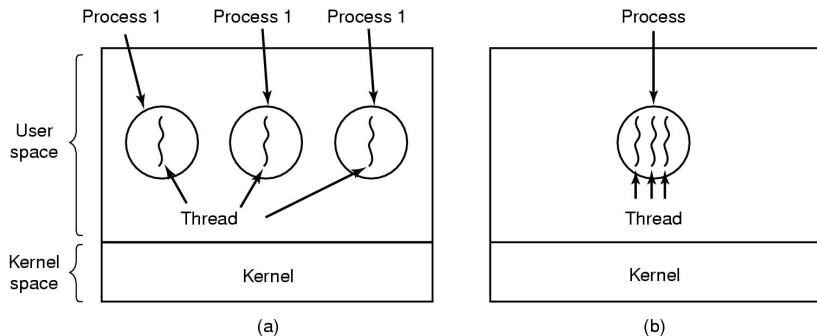 Process 1 Process 1 Process 1 Process
User
space
Thread Thread
Kernel
space
Kernel Kernel
(a) (b)